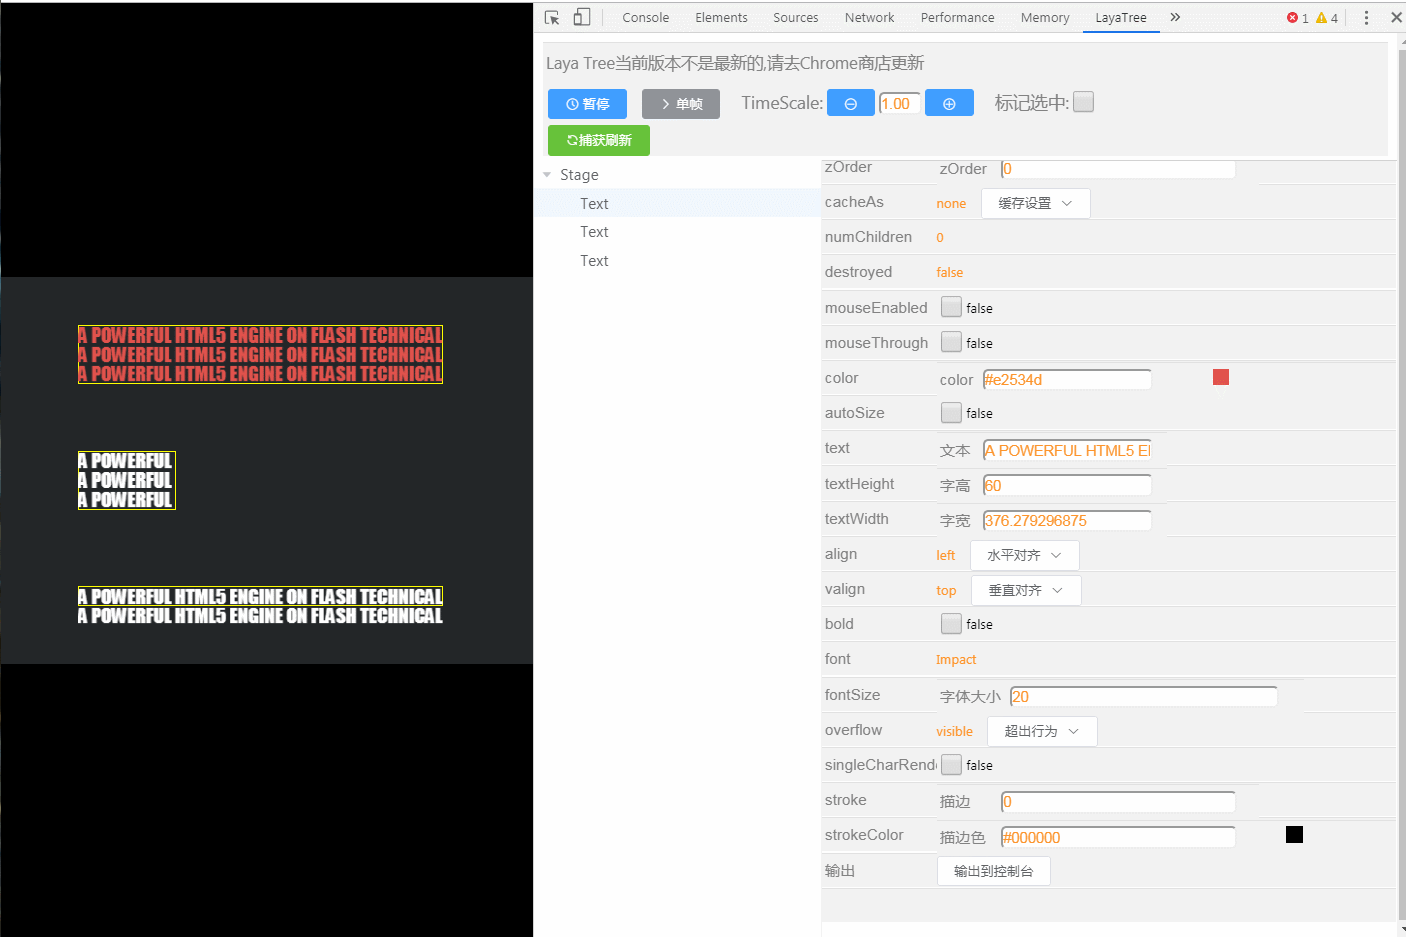 Console Elements Sources Network Performance Memory LayaTree 1 4
Laya Tree当前版本不是最新的,请去Chrome商店更新
暂停 单帧 TimeScale: 1.00 标记选中:
捕获刷新
Stage
Text
Text
Text
zOrder zOrder 0
cacheAs none 缓存设置
numChildren 0
destroyed false
mouseEnabled false
mouseThrough false
color color #e2534d
autoSize false
text 文本 A POWERFUL HTML5 E
textHeight 字高 60
textWidth 字宽 376.279296875
align left 水平对齐
valign top 垂直对齐
bold false
font Impact
fontSize 字体大小 20
overflow visible 超出行为
singleCharRende false
stroke 描边 0
strokeColor 描边色 #000000
输出 输出到控制台
A POWERFUL HTML5 ENGINE ON FLASH TECHNICAL
A POWERFUL HTML5 ENGINE ON FLASH TECHNICAL
A POWERFUL HTML5 ENGINE ON FLASH TECHNICAL
A POWERFUL
A POWERFUL
A POWERFUL
A POWERFUL HTML5 ENGINE ON FLASH TECHNICAL
A POWERFUL HTML5 ENGINE ON FLASH TECHNICAL